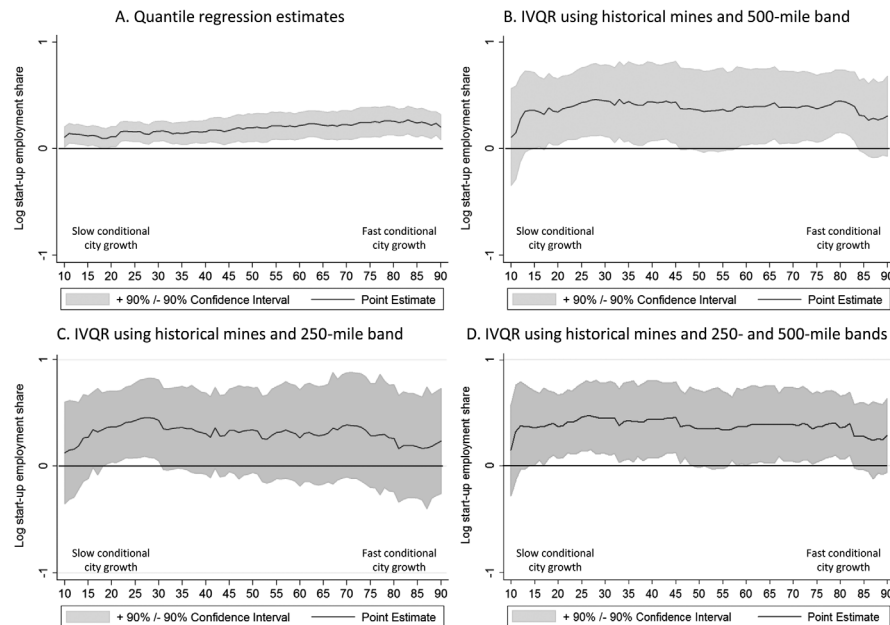 A. Quantile regression estimates
1
0
-1
Log start-up employment share
Slow conditional
city growth
Fast conditional
city growth
10 15 20 25 30 35 40 45 50 55 60 65 70 75 80 85 90
+ 90% /- 90% Confidence Interval Point Estimate
B. IVQR using historical mines and 500-mile band
1
0
-1
Log start-up employment share
Slow conditional
city growth
Fast conditional
city growth
10 15 20 25 30 35 40 45 50 55 60 65 70 75 80 85 90
+ 90% /- 90% Confidence Interval Point Estimate
C. IVQR using historical mines and 250-mile band
1
0
-1
Log start-up employment share
Slow conditional
city growth
Fast conditional
city growth
10 15 20 25 30 35 40 45 50 55 60 65 70 75 80 85 90
+ 90% /- 90% Confidence Interval Point Estimate
D. IVQR using historical mines and 250- and 500-mile bands
1
0
-1
Log start-up employment share
Slow conditional
city growth
Fast conditional
city growth
10 15 20 25 30 35 40 45 50 55 60 65 70 75 80 85 90
+ 90% /- 90% Confidence Interval Point Estimate